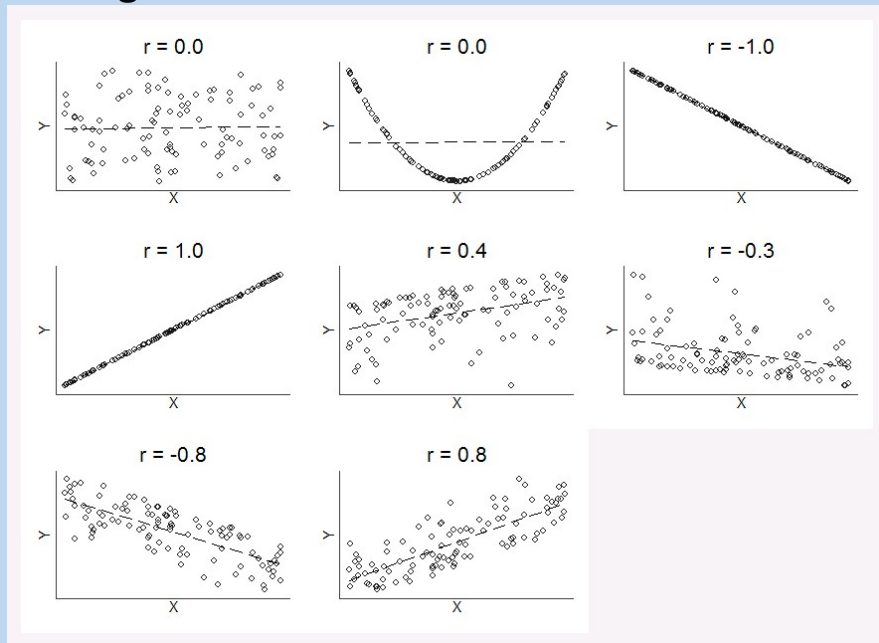 r = 0.0
r = 0.0
r = -1.0
Y
Y
Y
X
X
X
r = 1.0
r = 0.4
r = -0.3
Y
Y
Y
X
X
X
r = -0.8
r = 0.8
Y
Y
X
X